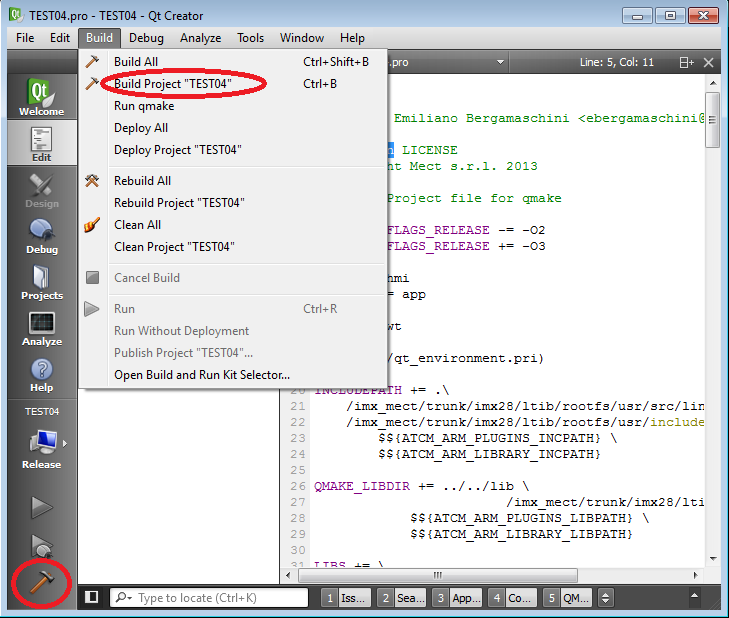 TEST04.pro - TEST04 - Qt Creator
File Edit Build Debug Analyze Tools Window Help
.pro Line: 5, Col: 11
Build All Ctrl+Shift+B
Build Project "TEST04" Ctrl+B
Run qmake
Deploy All
Deploy Project "TEST04"
Rebuild All
Rebuild Project "TEST04"
Clean All
Clean Project "TEST04"
Cancel Build
Run Ctrl+R
Run Without Deployment
Publish Project "TEST04"...
Open Build and Run Kit Selector...
Qt
Welcome
Edit
Design
Debug
Projects
Analyze
Help
TEST04
Release
Emiliano Bergamaschini <ebergamaschini@
LICENSE
ht Mect s.r.l. 2013
Project file for qmake
FLAGS_RELEASE -= -O2
FLAGS_RELEASE += -O3
hmi
= app
wt
/qt_environment.pri)
20 INCLUDEPATH += .\
21 /imx_mect/trunk/imx28/ltib/rootfs/usr/src/lin
22 /imx_mect/trunk/imx28/ltib/rootfs/usr/include
23 $${ATCM_ARM_PLUGINS_INCPATH} \
24 $${ATCM_ARM_LIBRARY_INCPATH}
25
26 QMAKE_LIBDIR += ../../lib \
27 /imx_mect/trunk/imx28/lti
28 $${ATCM_ARM_PLUGINS_LIBPATH} \
29 $${ATCM_ARM_LIBRARY_LIBPATH}
30
31 LIBS += \
Type to locate (Ctrl+K) 1 Iss... 2 Sea... 3 App... 4 Co... 5 QM...